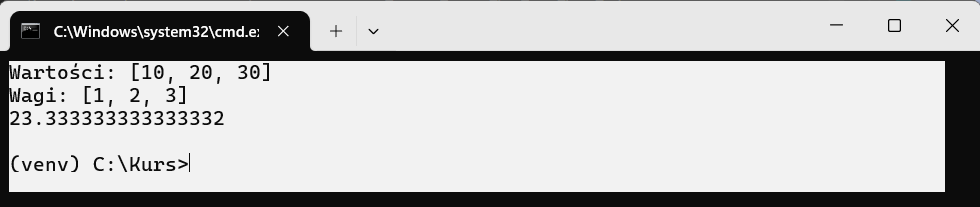 C:\Windows\system32\cmd.e
Wartości: [10, 20, 30]
Wagi: [1, 2, 3]
23.333333333333332
(venv) C:\Kurs>